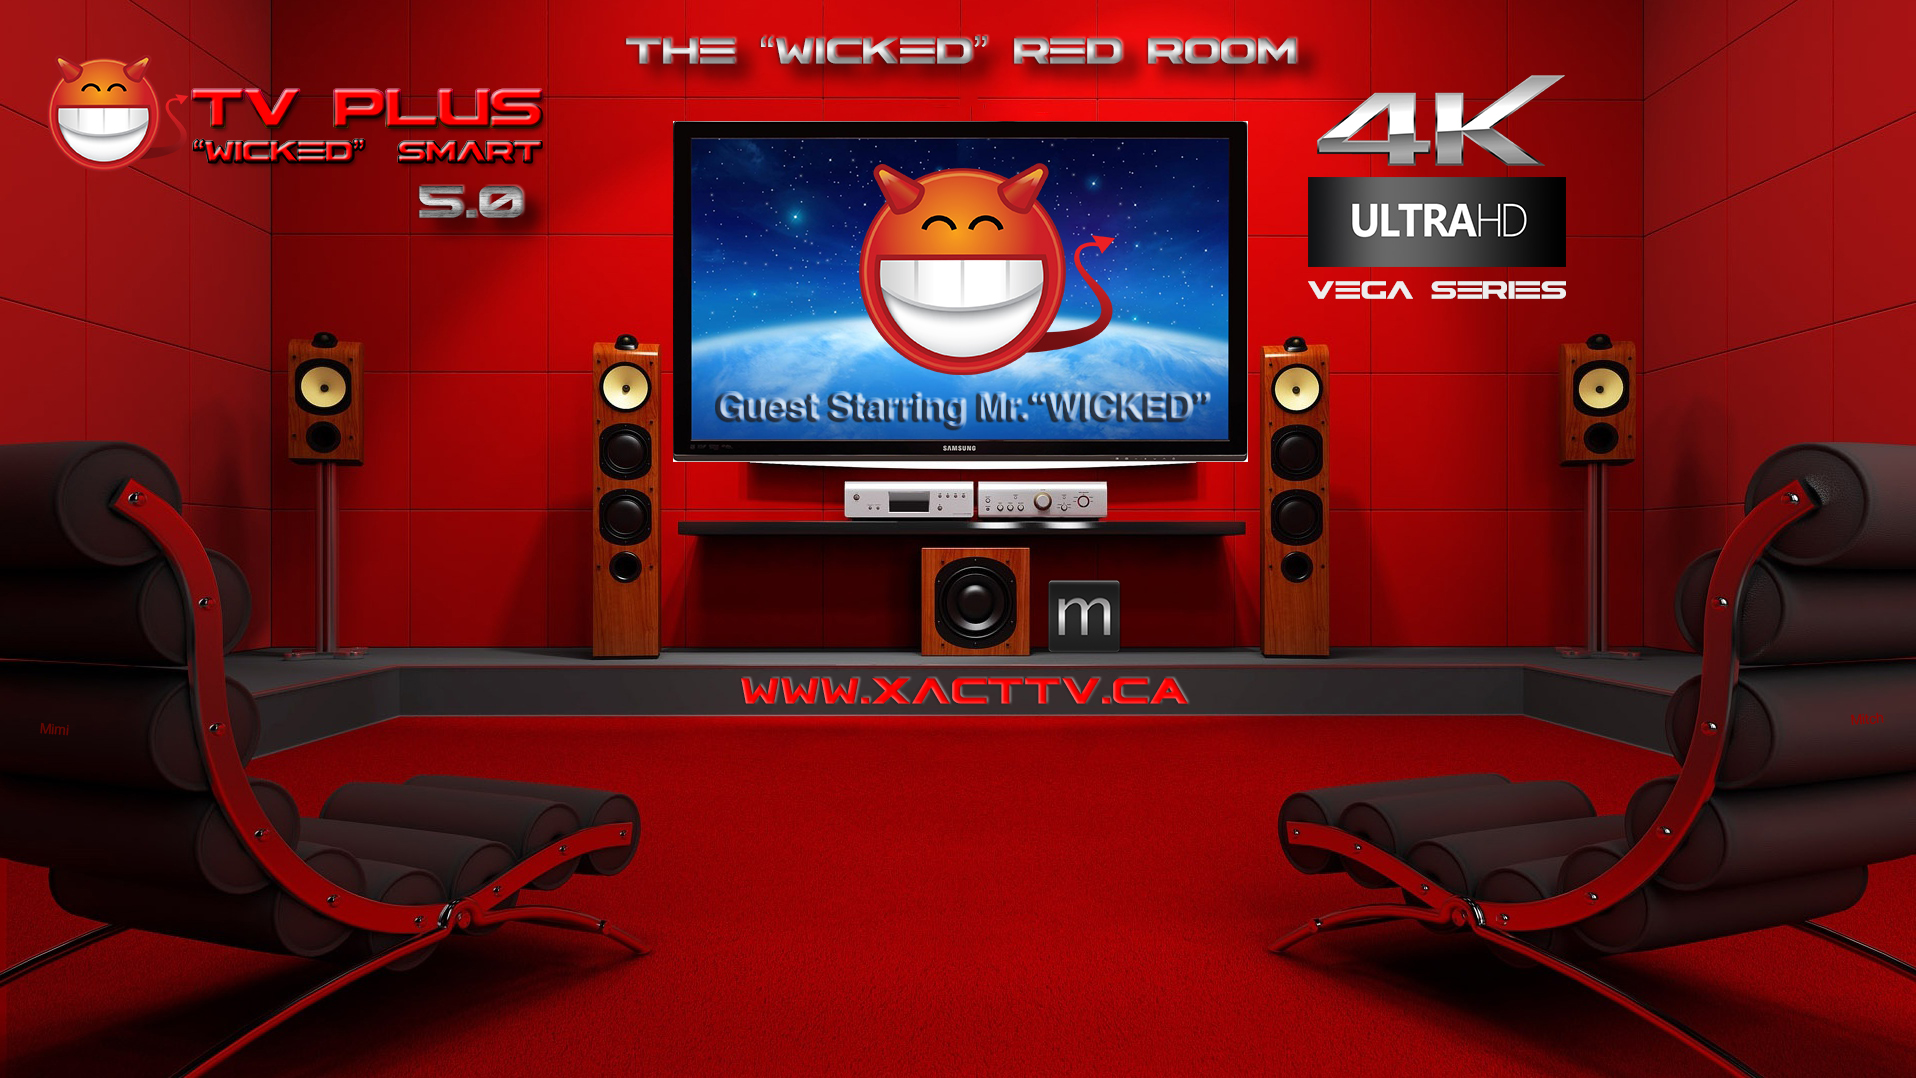 THE “WICKED” RED ROOM
TV PLUS
“WICKED” SMART
5.0
4K
ULTRAHD
VEGA SERIES
Guest Starring Mr.“WICKED”
SAMSUNG
m
WWW.XACTTV.CA
Mimi